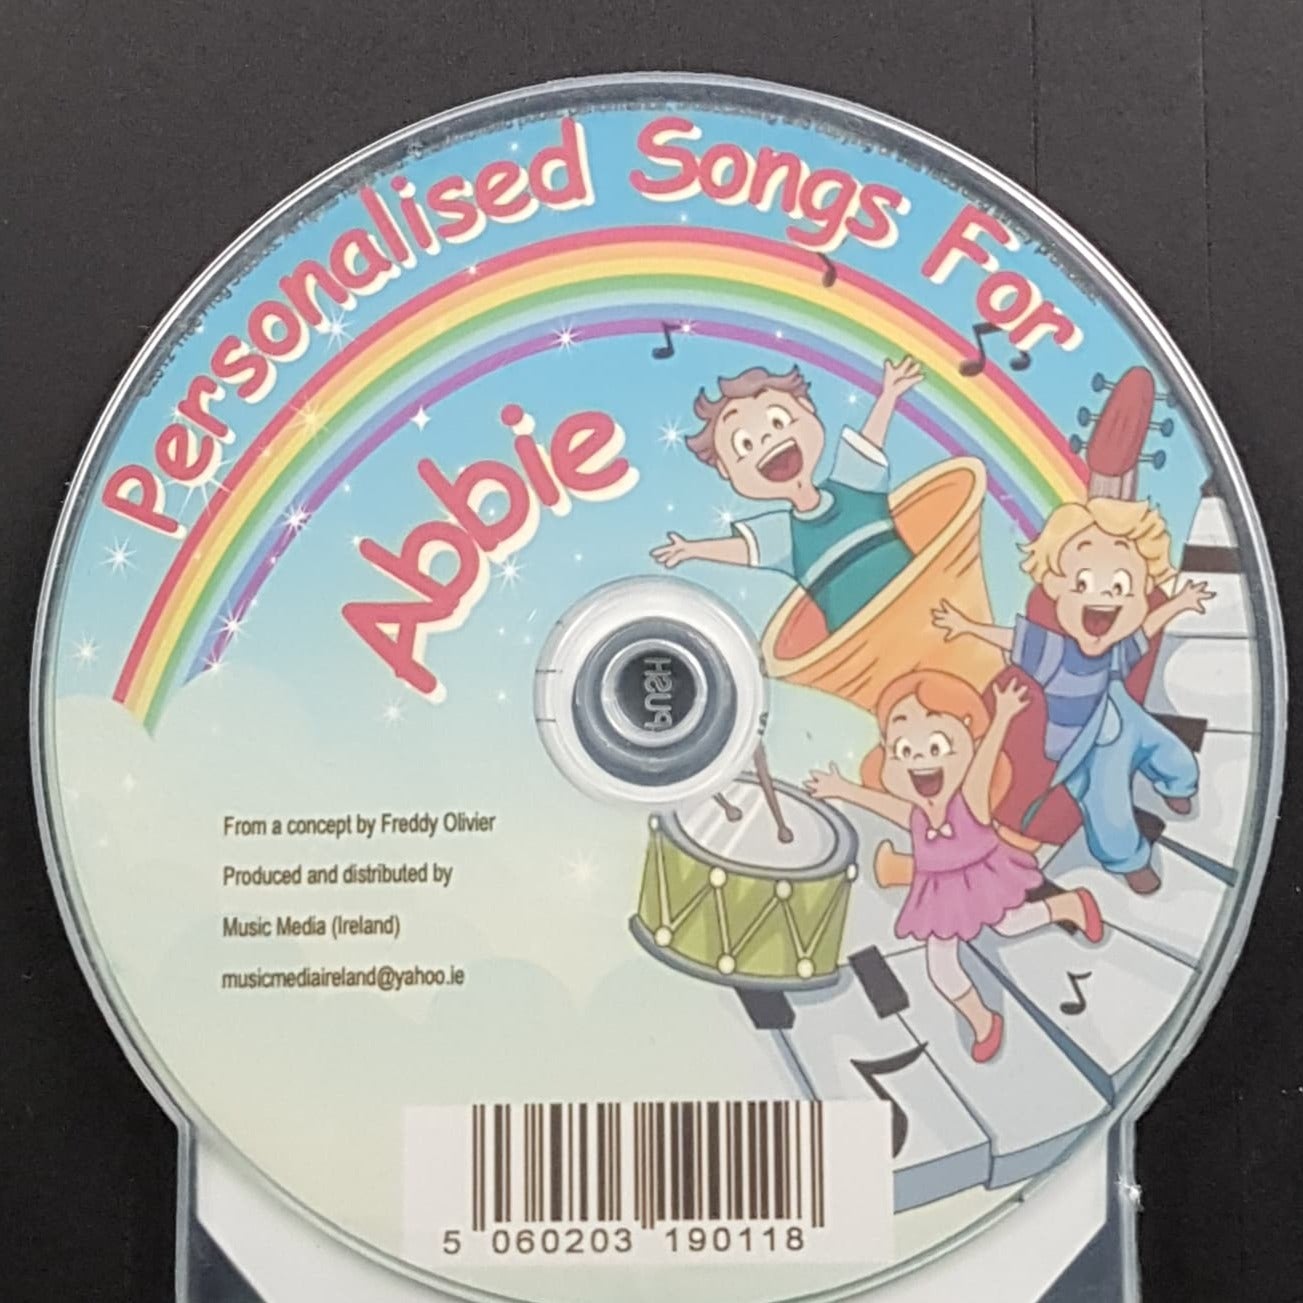 Personalised Songs For
Abbie
PUSH
From a concept by Freddy Olivier
Produced and distributed by
Music Media (Ireland)
musicmediaireland@yahoo.ie
5 060203 190118